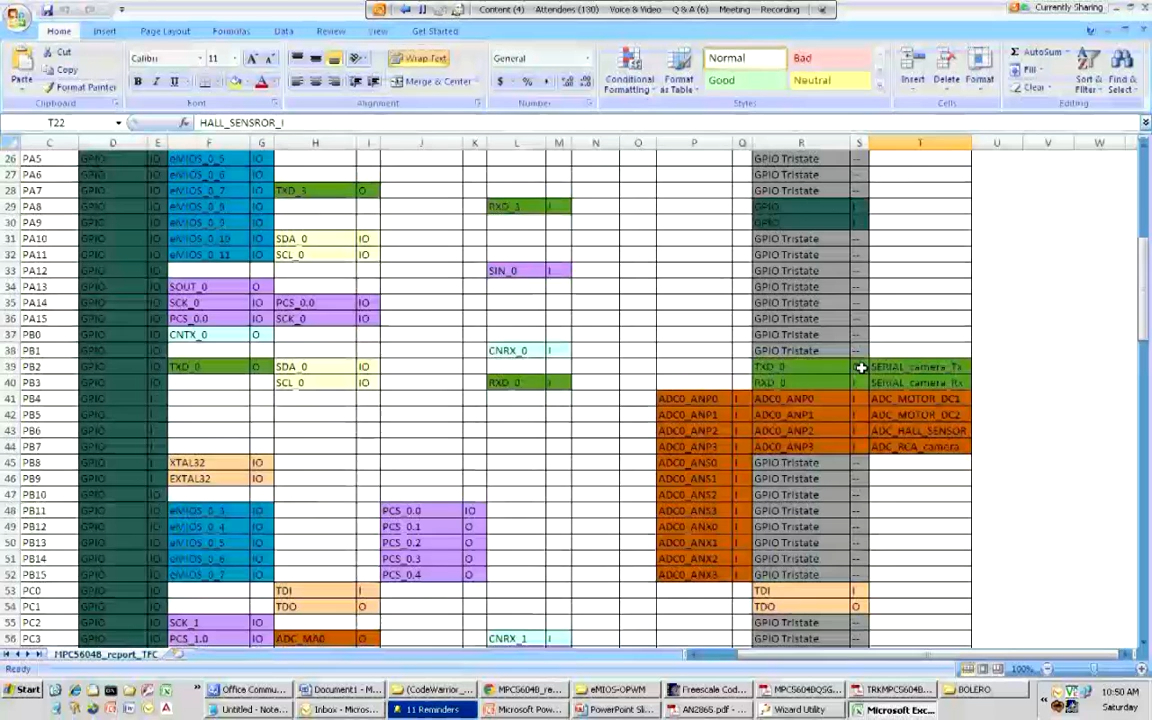 Content (4) Attendees (130) Voice & Video Q & A (6) Meeting Recording Currently Sharing
Home Insert Page Layout Formulas Data Review View Get Started
Cut Calibri 11 Wrap Text General Normal Bad AutoSum
Copy Fill
Paste Format Painter B I U Merge & Center $ % , Conditional Formatting Format as Table Good Neutral Insert Delete Format Clear Sort & Filter Find & Select
Clipboard Font Alignment Number Styles Cells Editing
T22 HALL_SENSROR_I
C D E F G H I J K L M N O P Q R S T U V W
26 PA5 GPIO IO eMIOS_0_5 IO GPIO Tristate --
27 PA6 GPIO IO eMIOS_0_6 IO GPIO Tristate --
28 PA7 GPIO IO eMIOS_0_7 IO TXD_3 O GPIO Tristate --
29 PA8 GPIO IO eMIOS_0_8 IO RXD_1 I GPIO I
30 PA9 GPIO IO eMIOS_0_9 IO GPIO I
31 PA10 GPIO IO eMIOS_0_10 IO SDA_0 IO GPIO Tristate --
32 PA11 GPIO IO eMIOS_0_11 IO SCL_0 IO GPIO Tristate --
33 PA12 GPIO IO SIN_0 I GPIO Tristate --
34 PA13 GPIO IO SOUT_0 O GPIO Tristate --
35 PA14 GPIO IO SCK_0 IO PCS_0.0 IO GPIO Tristate --
36 PA15 GPIO IO PCS_0.0 IO SCK_0 IO GPIO Tristate --
37 PB0 GPIO IO CNTX_0 O GPIO Tristate --
38 PB1 GPIO IO CNRX_0 I GPIO Tristate --
39 PB2 GPIO IO TXD_0 O SDA_0 IO TXD_0 SERIAL_camera_Tx
40 PB3 GPIO IO SCL_0 IO RXD_0 I RXD_0 I SERIAL_camera_Rx
41 PB4 GPIO I ADC0_ANP0 I ADC0_ANP0 I ADC_MOTOR_DC1
42 PB5 GPIO I ADC0_ANP1 I ADC0_ANP1 I ADC_MOTOR_DC2
43 PB6 GPIO I ADC0_ANP2 I ADC0_ANP2 I ADC_HALL_SENSOR
44 PB7 GPIO I ADC0_ANP3 I ADC0_ANP3 I ADC_RCA_camera
45 PB8 GPIO I XTAL32 IO ADC0_ANS0 I GPIO Tristate --
46 PB9 GPIO I EXTAL32 IO ADC0_ANS1 I GPIO Tristate --
47 PB10 GPIO IO ADC0_ANS2 I GPIO Tristate --
48 PB11 GPIO IO eMIOS_0_3 IO PCS_0.0 IO ADC0_ANS3 I GPIO Tristate --
49 PB12 GPIO IO eMIOS_0_4 IO PCS_0.1 O ADC0_ANX0 I GPIO Tristate --
50 PB13 GPIO IO eMIOS_0_5 IO PCS_0.2 O ADC0_ANX1 I GPIO Tristate --
51 PB14 GPIO IO eMIOS_0_6 IO PCS_0.3 O ADC0_ANX2 I GPIO Tristate --
52 PB15 GPIO IO eMIOS_0_7 IO PCS_0.4 O ADC0_ANX3 I GPIO Tristate --
53 PC0 GPIO IO TDI I TDI I
54 PC1 GPIO IO TDO O TDO O
55 PC2 GPIO IO SCK_1 IO GPIO Tristate --
56 PC3 GPIO IO PCS_1.0 IO ADC_MA0 O CNRX_1 I GPIO Tristate --
MPC5604B_report_TFC
Ready 100%
Start Office Commu... Document1 - M... (CodeWarrior_... MPC5604B_re... eMIOS-OPWM Freescale Cod... MPC5604BQSG... TRKMPC5604B... BOLERO 10:50 AM
Untitled - Note... Inbox - Micros... 11 Reminders Microsoft Pow... PowerPoint Sli... AN2865.pdf - ... Wizard Utility Microsoft Exc... Saturday